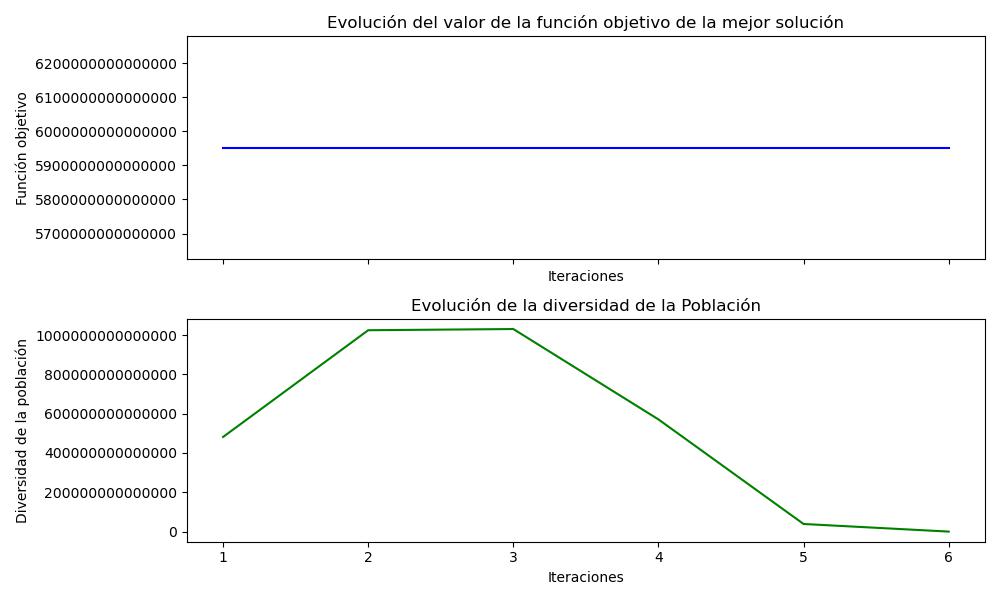 Evolución del valor de la función objetivo de la mejor solución
Función objetivo
6200000000000000
6100000000000000
6000000000000000
5900000000000000
5800000000000000
5700000000000000
Iteraciones
Evolución de la diversidad de la Población
Diversidad de la población
1000000000000000
800000000000000
600000000000000
400000000000000
200000000000000
0
1 2 3 4 5 6
Iteraciones